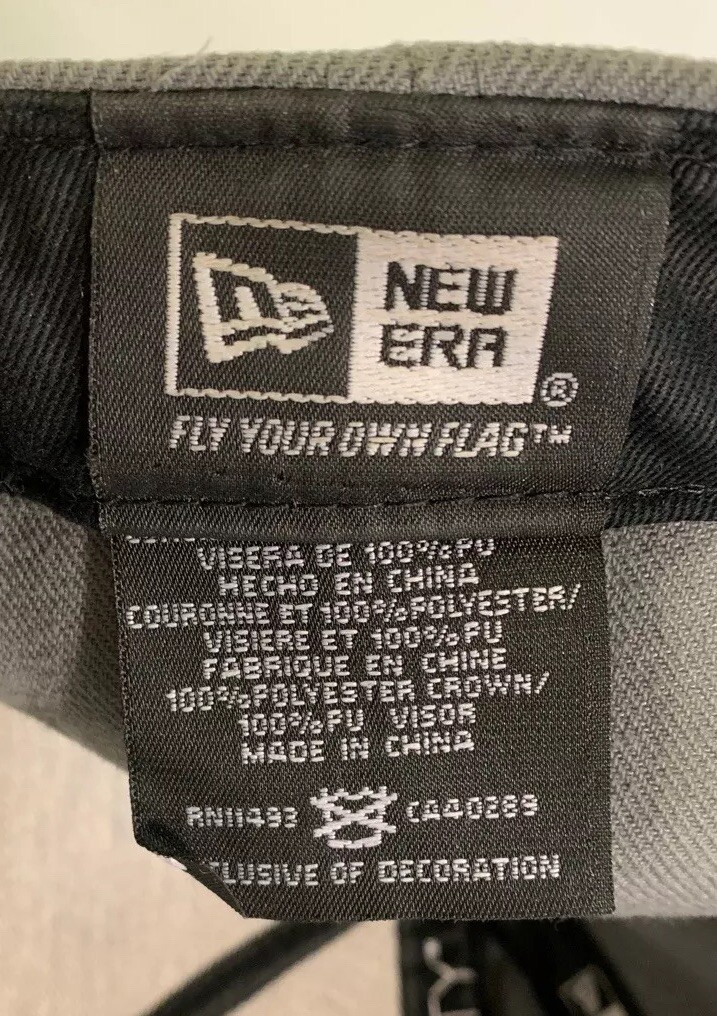 NEW
ERA
®
FLY YOUR OWN FLAG™
VISERA DE 100%PU
HECHO EN CHINA
COURONNE ET 100%POLYESTER/
VISIERE ET 100%PU
FABRIQUE EN CHINE
100%POLYESTER CROWN/
100%PU VISOR
MADE IN CHINA
RN11493 CA40288
CLUSIVE OF DECORATION